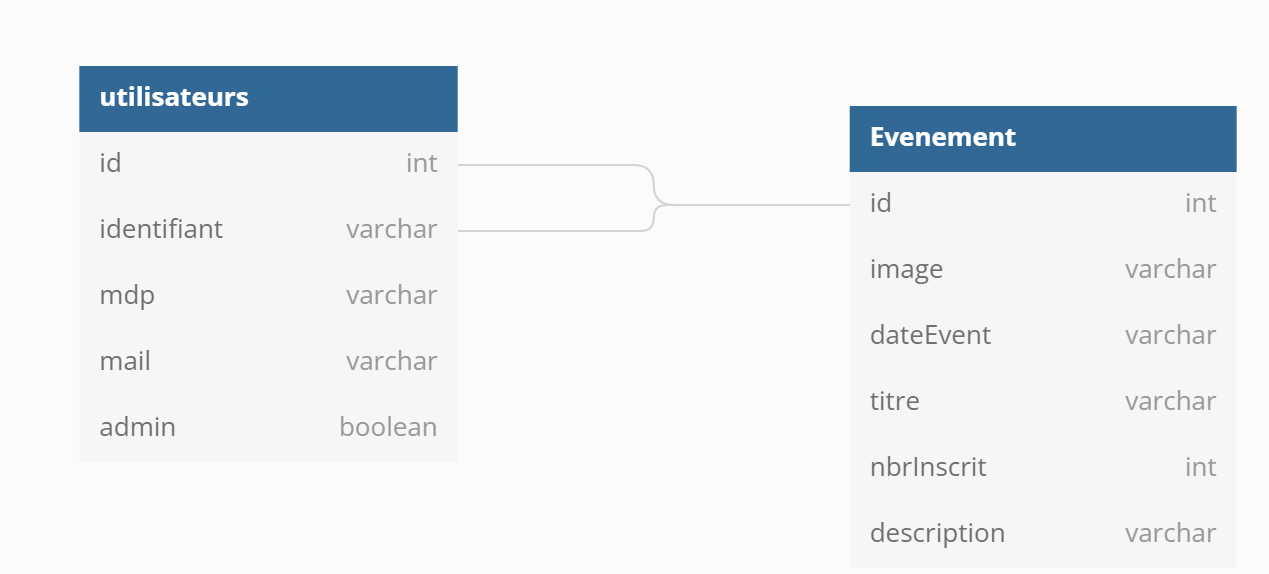 utilisateurs
id int
identifiant varchar
mdp varchar
mail varchar
admin boolean
Evenement
id int
image varchar
dateEvent varchar
titre varchar
nbrInscrit int
description varchar